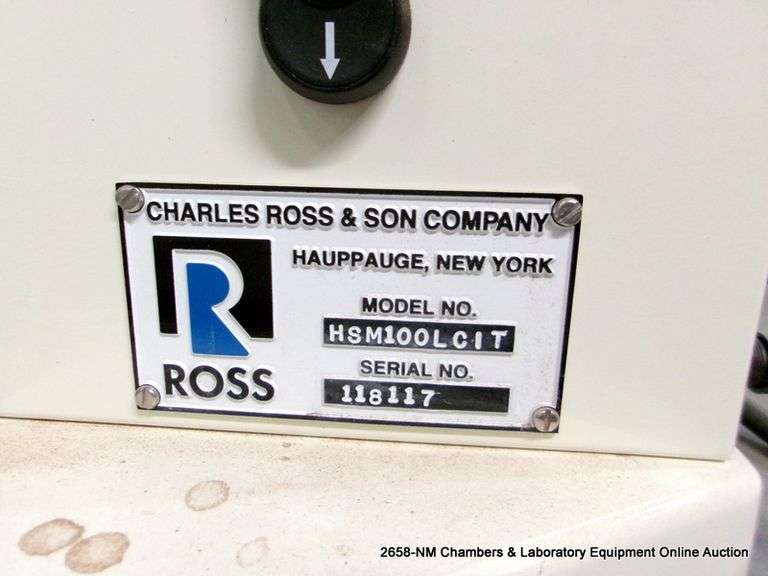 CHARLES ROSS & SON COMPANY
HAUPPAUGE, NEW YORK
MODEL NO.
HSM100LCIT
SERIAL NO.
118117
R
ROSS
2658-NM Chambers & Laboratory Equipment Online Auction